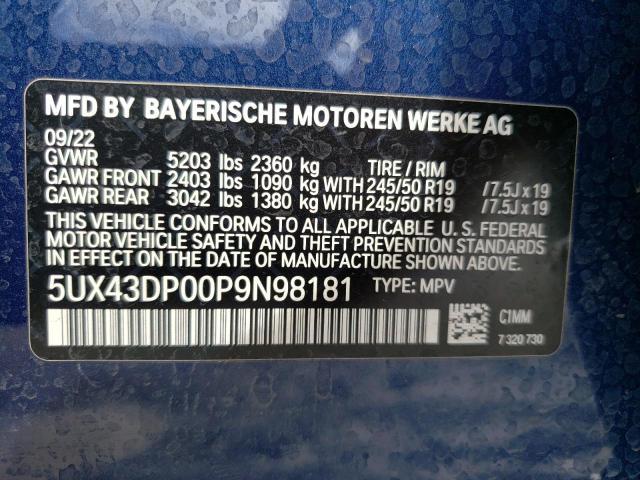 MFD BY BAYERISCHE MOTOREN WERKE AG
09/22
GVWR 5203 lbs 2360 kg TIRE / RIM
GAWR FRONT 2403 lbs 1090 kg WITH 245/50 R19 /7.5J x 19
GAWR REAR 3042 lbs 1380 kg WITH 245/50 R19 /7.5J x 19
THIS VEHICLE CONFORMS TO ALL APPLICABLE U. S. FEDERAL
MOTOR VEHICLE SAFETY AND THEFT PREVENTION STANDARDS
IN EFFECT ON THE DATE OF MANUFACTURE SHOWN ABOVE.
5UX43DP00P9N98181 TYPE: MPV
C1MM
7 320 730